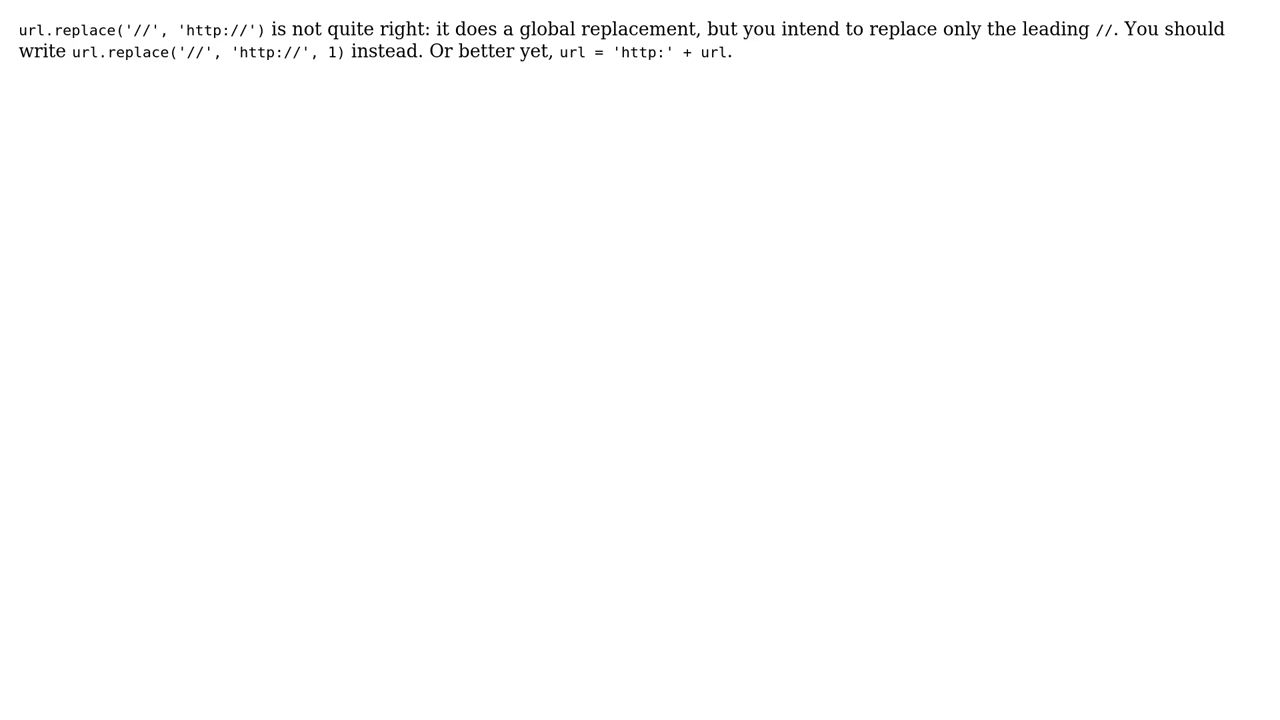 url.replace('//', 'http://') is not quite right: it does a global replacement, but you intend to replace only the leading //. You should
write url.replace('//', 'http://', 1) instead. Or better yet, url = 'http:' + url.